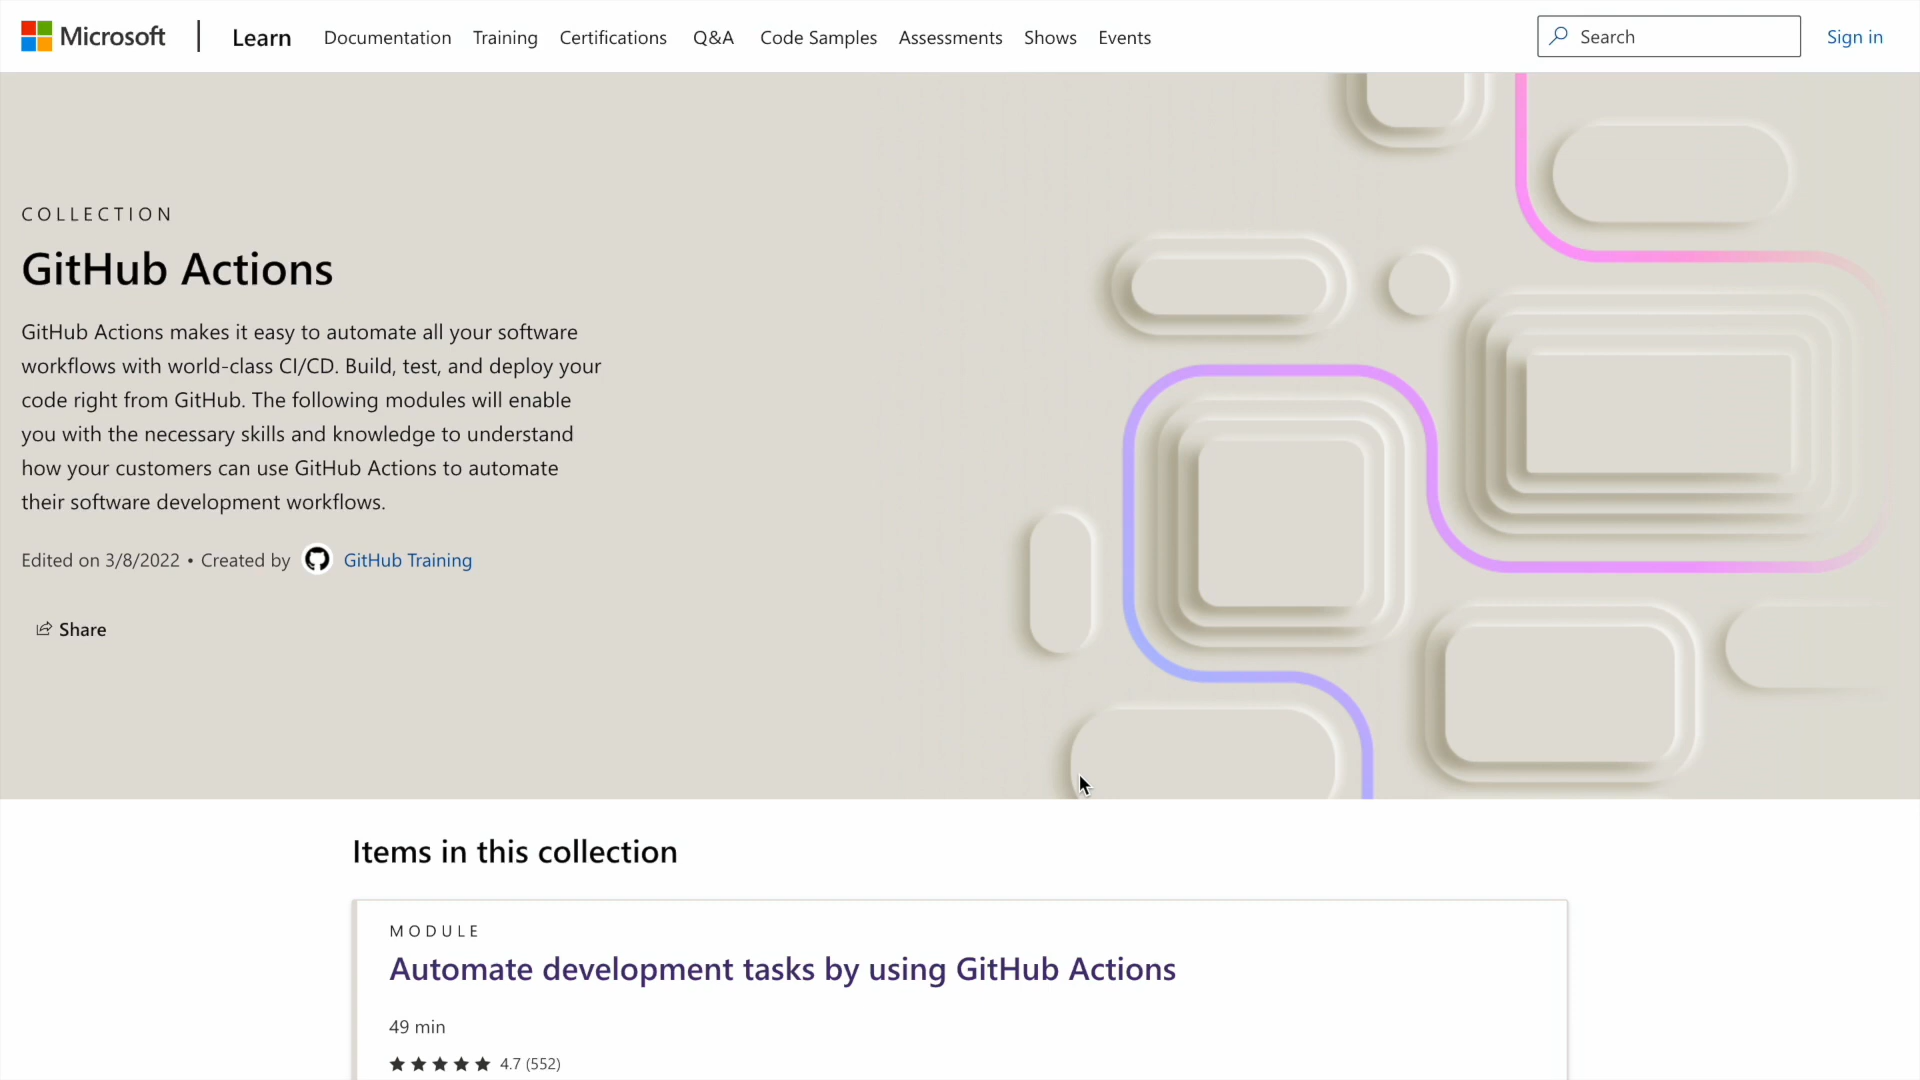 Microsoft
Learn
Documentation Training Certifications Q&A Code Samples Assessments Shows Events
Search
Sign in
COLLECTION
GitHub Actions
GitHub Actions makes it easy to automate all your software
workflows with world-class CI/CD. Build, test, and deploy your
code right from GitHub. The following modules will enable
you with the necessary skills and knowledge to understand
how your customers can use GitHub Actions to automate
their software development workflows.
Edited on 3/8/2022 • Created by GitHub Training
Share
Items in this collection
MODULE
Automate development tasks by using GitHub Actions
49 min
4.7 (552)